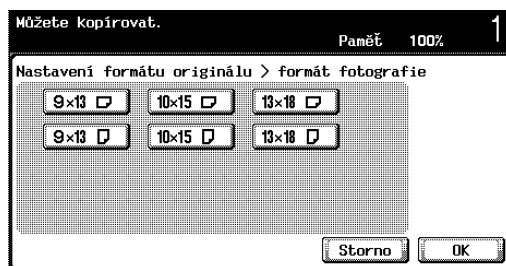 Můžete kopírovat.
Paměť 100% 1
Nastavení formátu originálu > formát fotografie
9×13 10×15 13×18
9×13 10×15 13×18
Storno OK